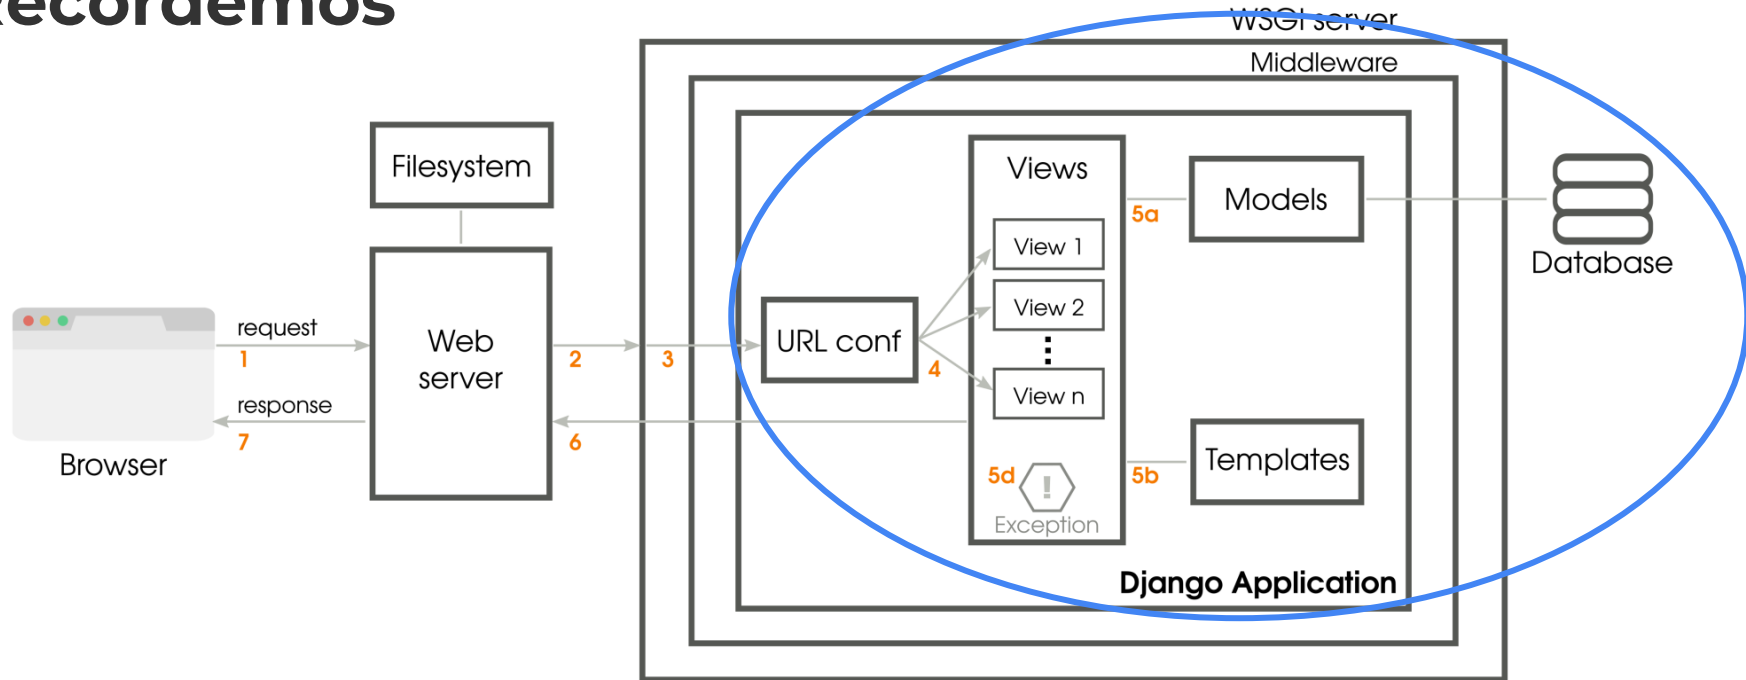 Recordemos
WSGI server
Middleware
Filesystem
Views
Models
5a
View 1
Database
View 2
request
1
Web
server
2
3
URL conf
4
View n
response
7
6
Browser
Templates
5d
!
5b
Exception
Django Application